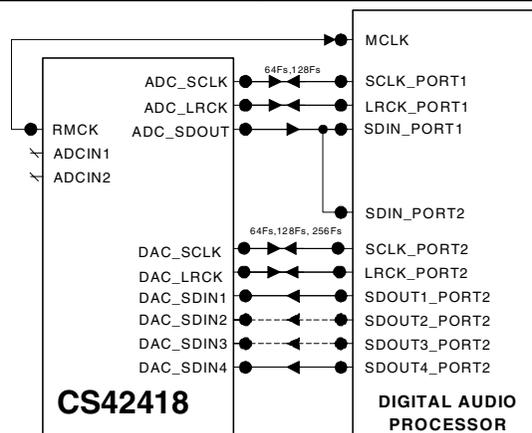 MCLK
64Fs,128Fs
ADC_SCLK
SCLK_PORT1
ADC_LRCK
LRCK_PORT1
RMCK
ADC_SDOUT
SDIN_PORT1
ADCIN1
ADCIN2
SDIN_PORT2
64Fs,128Fs, 256Fs
DAC_SCLK
SCLK_PORT2
DAC_LRCK
LRCK_PORT2
DAC_SDIN1
SDOUT1_PORT2
DAC_SDIN2
SDOUT2_PORT2
DAC_SDIN3
SDOUT3_PORT2
DAC_SDIN4
SDOUT4_PORT2
CS42418
DIGITAL AUDIO
PROCESSOR